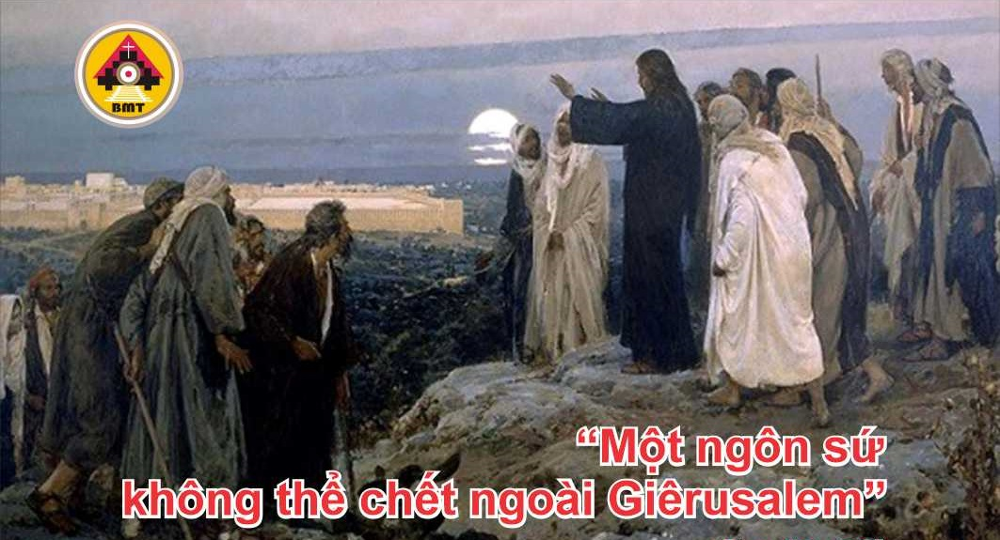 BMT
“Một ngôn sứ
không thể chết ngoài Giêrusalem”